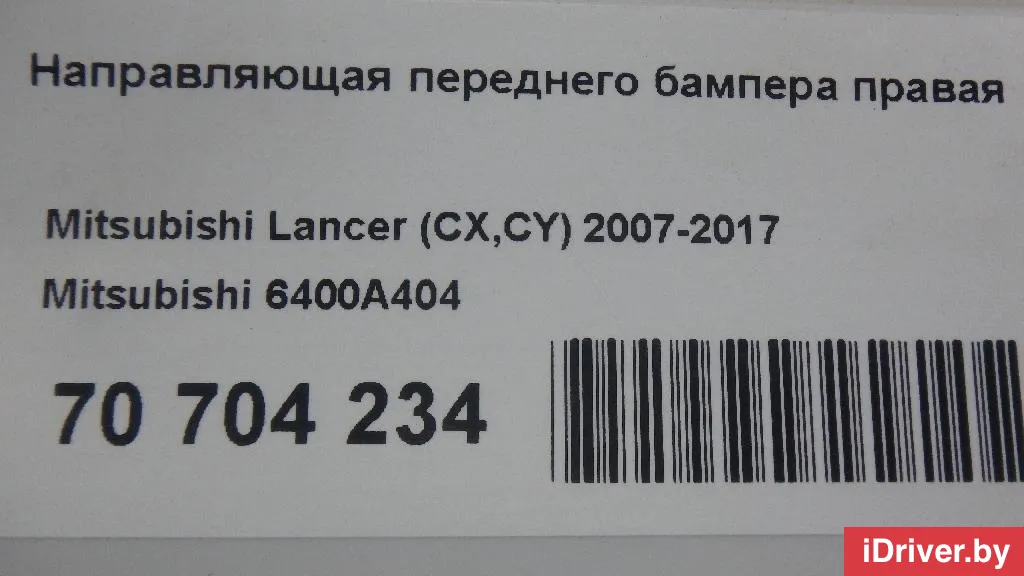 Направляющая переднего бампера правая
Mitsubishi Lancer (CX,CY) 2007-2017
Mitsubishi 6400A404
70 704 234
iDriver.by